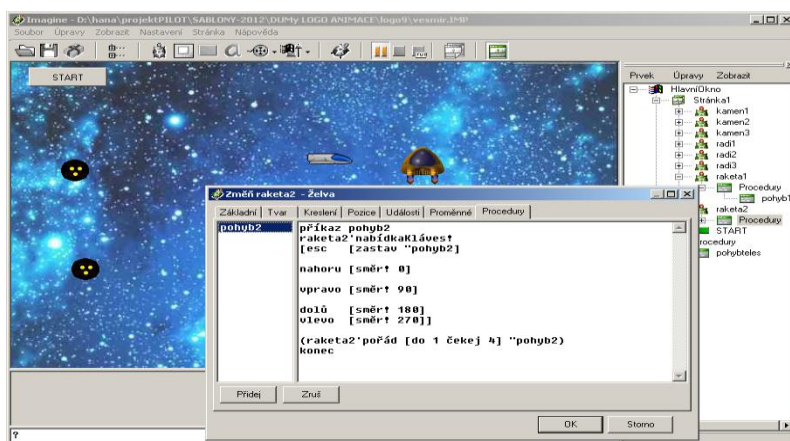 Imagine - D:\hana\projektPILOT\SABLONY-2012\DUMy LOGO ANIMACE\logo9\vesmir.IMP
Soubor Úpravy Zobrazit Nastavení Stránka Nápověda
START
Prvek Úpravy Zobrazit
HlavníOkno
Stránka1
kamen1
kamen2
kamen3
radi1
radi2
radi3
raketa1
Procedury
pohyb1
raketa2
Procedury
START
rocedury
pohybteles
Změň raketa2 - Želva
Základní Tvar Kreslení Pozice Události Proměnné Procedury
pohyb2
příkaz pohyb2
raketa2'nabídkaKláves!
[esc [zastav "pohyb2]
nahoru [směr! 0]
vpravo [směr! 90]
dolů [směr! 180]
vlevo [směr! 270]]
(raketa2'pořád [do 1 čekej 4] "pohyb2)
konec
Přidej Zruš
OK Storno
?